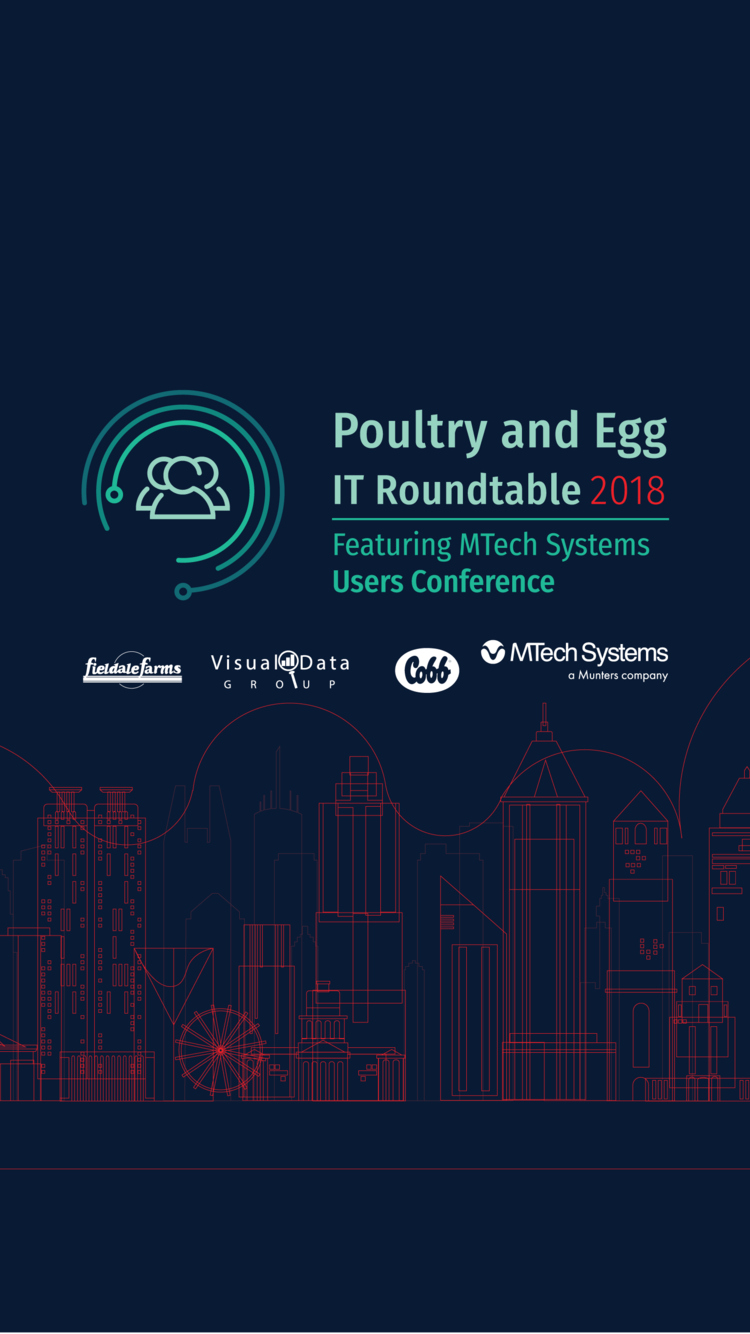 Poultry and Egg
IT Roundtable 2018
Featuring MTech Systems
Users Conference
fieldale farms
Visual Data
GROUP
Cobb
MTech Systems
a Munters company